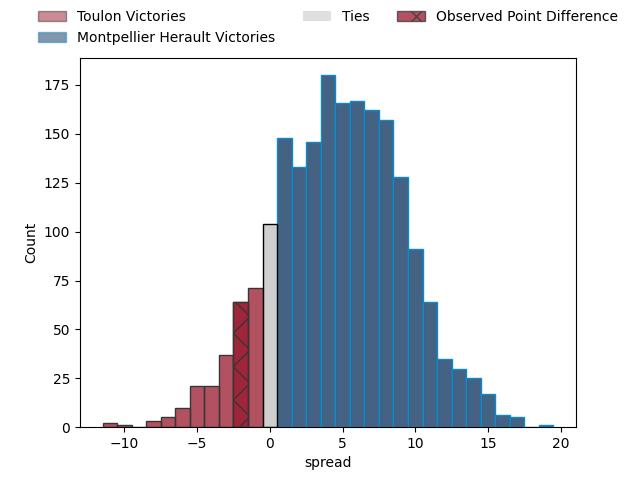 Toulon Victories
Montpellier Herault Victories
Ties
Observed Point Difference
175
150
125
100
75
50
25
0
Count
−10
−5
0
5
10
15
20
spread